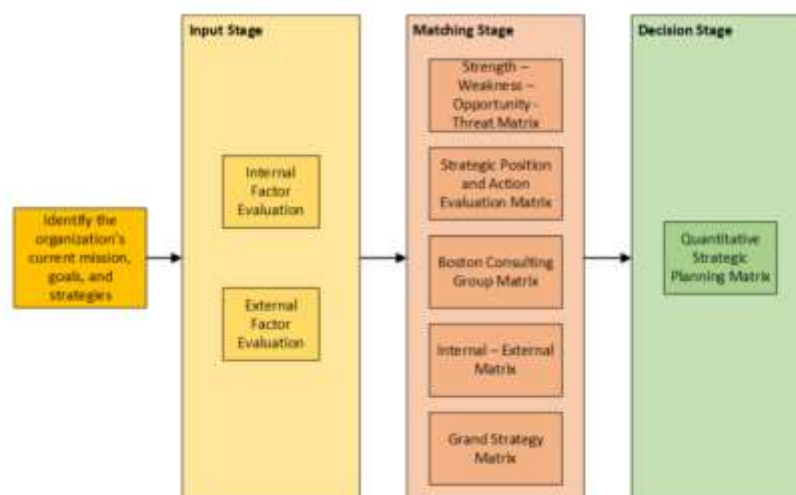 Input Stage
Matching Stage
Decision Stage
Identify the
organization's
current mission,
goals, and
strategies
Internal
Factor
Evaluation
External
Factor
Evaluation
Strength –
Weakness –
Opportunity -
Threat Matrix
Strategic Position
and Action
Evaluation Matrix
Boston Consulting
Group Matrix
Internal – External
Matrix
Grand Strategy
Matrix
Quantitative
Strategic
Planning Matrix